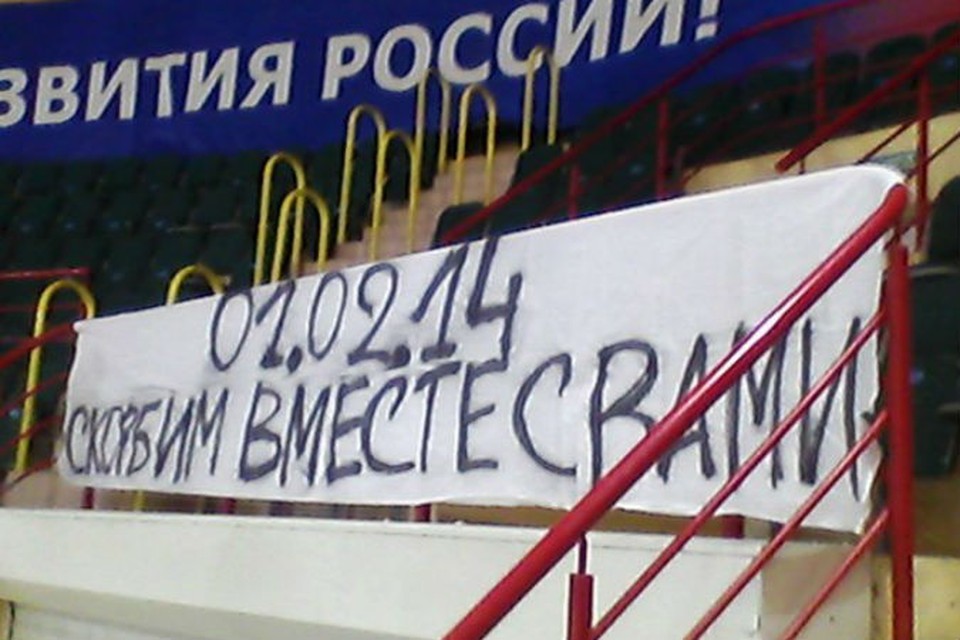 ЗВИТИЯ РОССИИ!
01.02.14
СКОРБИМ ВМЕСТЕ С ВАМИ